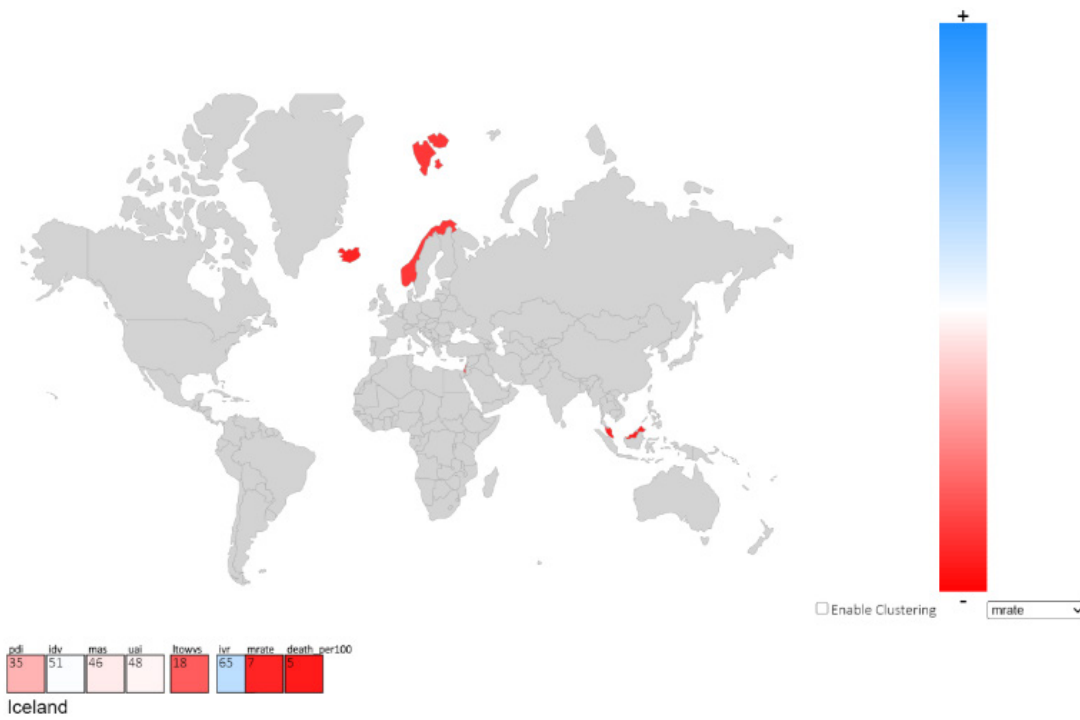 +
-
Enable Clustering
mrate
pdi idv mas uai ltowvs ivr mrate death_per100
35 51 46 48 18 65 7 5
Iceland